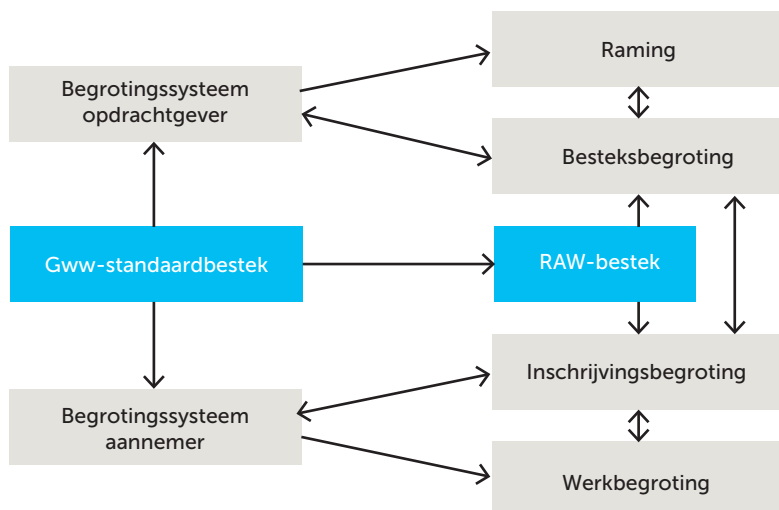 Raming
Begrotingssysteem
opdrachtgever
Besteksbegroting
Gww-standaardbestek
RAW-bestek
Inschrijvingsbegroting
Begrotingssysteem
aannemer
Werkbegroting